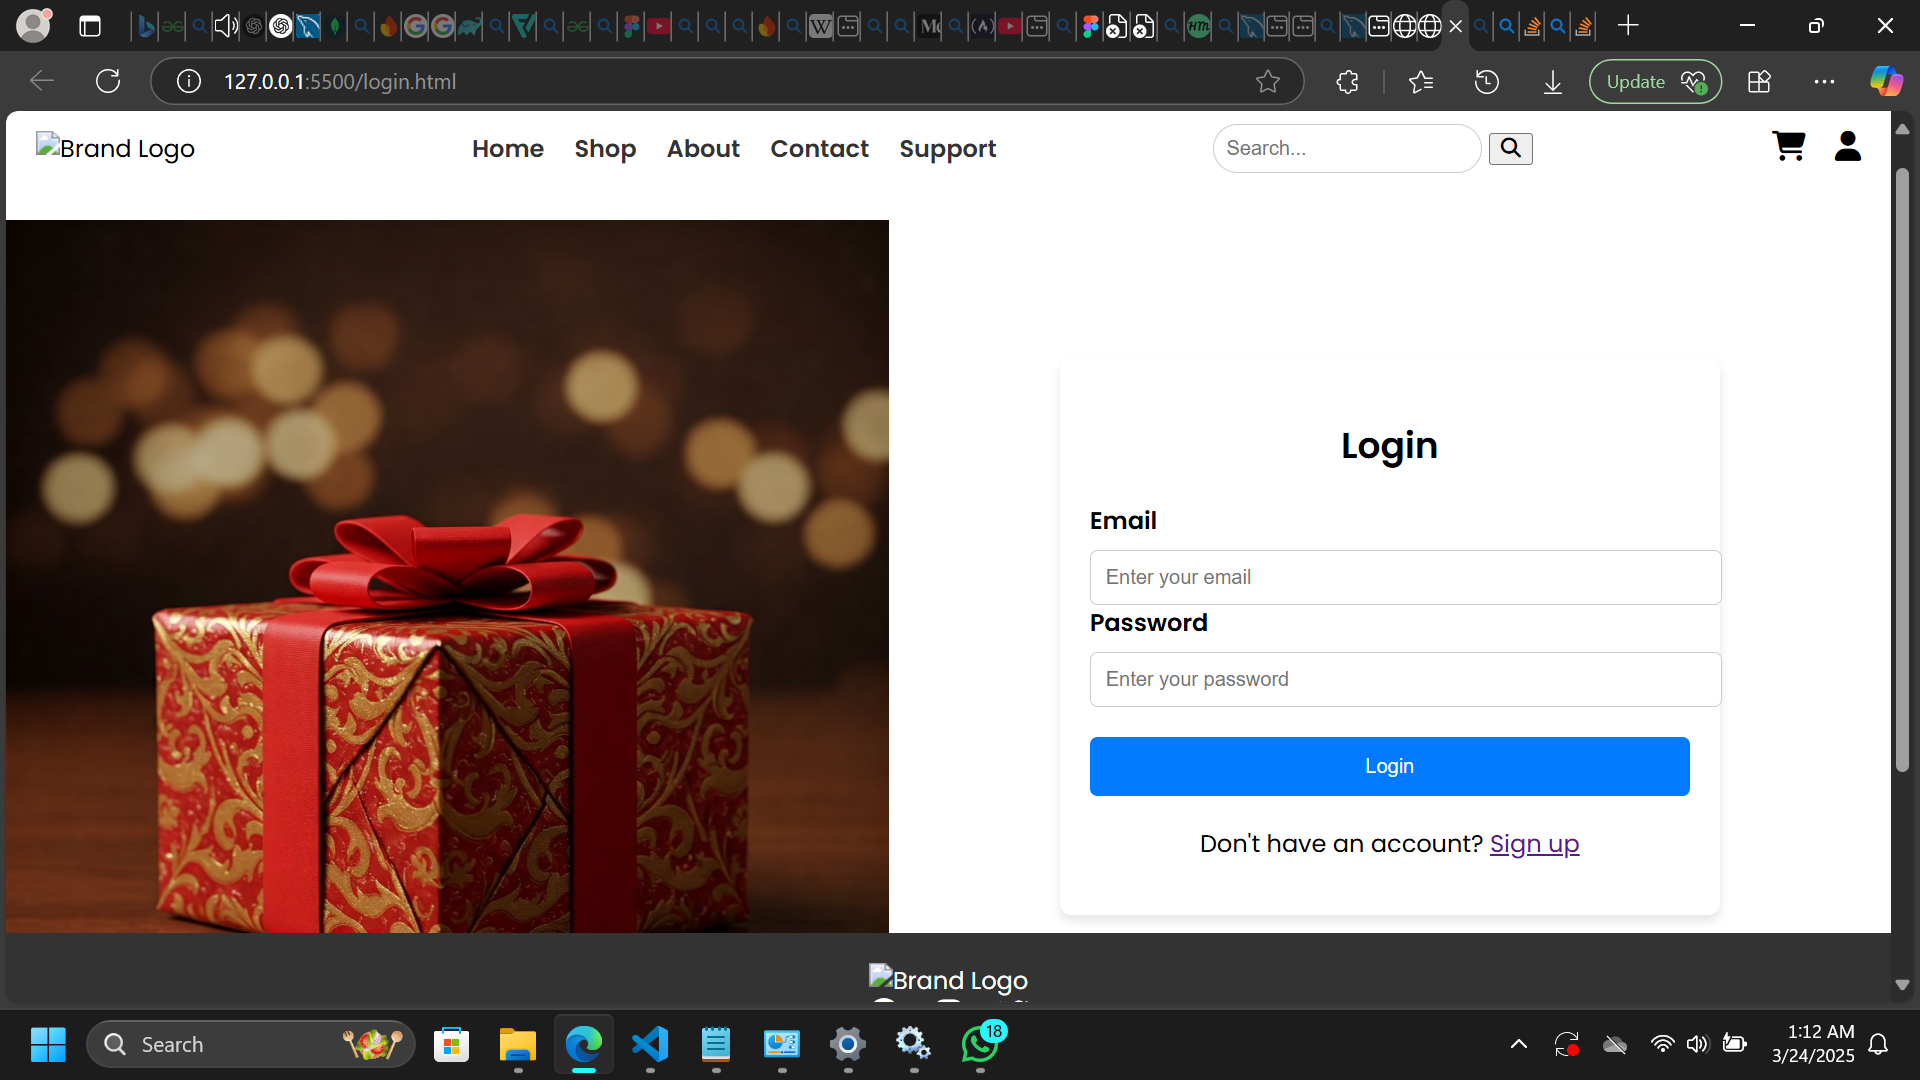 127.0.0.1:5500/login.html
Update
Brand Logo
Home Shop About Contact Support
Search...
Login
Email
Enter your email
Password
Enter your password
Login
Don't have an account? Sign up
Brand Logo
Search
18
1:12 AM
3/24/2025